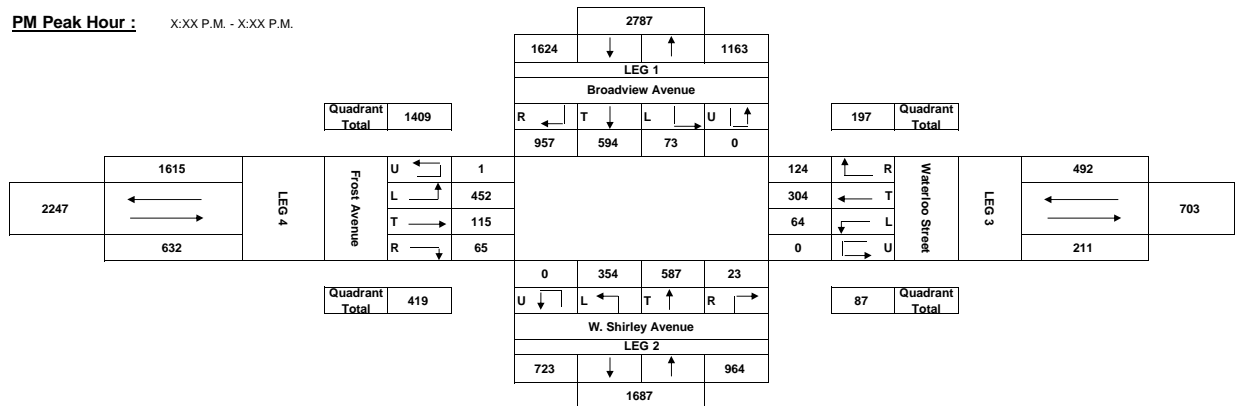 PM Peak Hour : X:XX P.M. - X:XX P.M.
2787
1624 1163
LEG 1
Broadview Avenue
Quadrant Total 1409
R T L U
197 Quadrant Total
957 594 73 0
1615
U 1
124 R
492
2247
LEG 4
Frost Avenue
L 452
304 T
Waterloo Street
LEG 3
703
T 115
64 L
632
R 65
0 U
211
0 354 587 23
Quadrant Total 419
U L T R
87 Quadrant Total
W. Shirley Avenue
LEG 2
723 964
1687